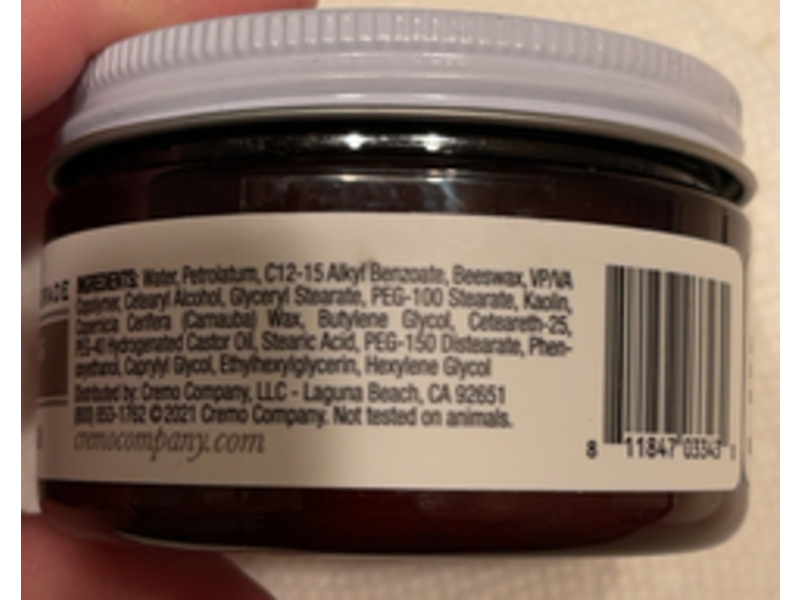 INGREDIENTS: Water, Petrolatum, C12-15 Alkyl Benzoate, Beeswax, VP/VA
Copolymer, Cetearyl Alcohol, Glyceryl Stearate, PEG-100 Stearate, Kaolin,
Copernicia Cerifera (Carnauba) Wax, Butylene Glycol, Ceteareth-25,
PEG-40 Hydrogenated Castor Oil, Stearic Acid, PEG-150 Distearate, Phen-
oxyethanol, Caprylyl Glycol, Ethylhexylglycerin, Hexylene Glycol
Distributed by: Cremo Company, LLC - Laguna Beach, CA 92651
(800) 853-1762 © 2021 Cremo Company. Not tested on animals.
cremocompany.com
8 11847 03343